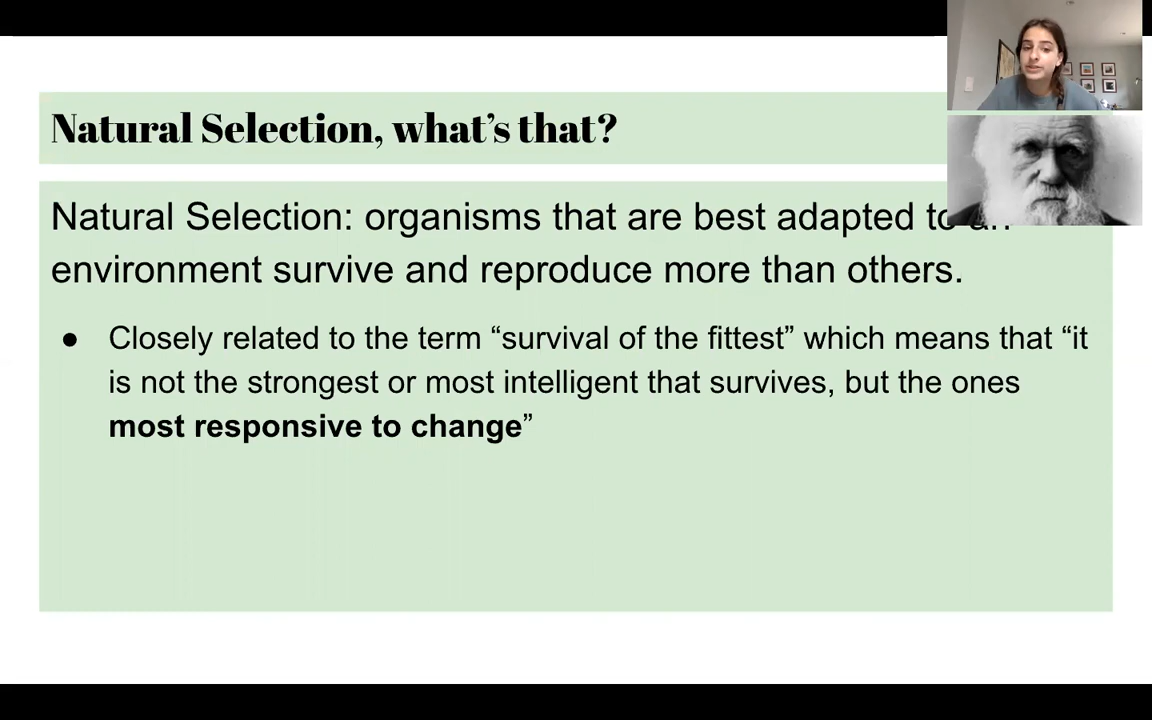 Natural Selection, what's that?
Natural Selection: organisms that are best adapted to an
environment survive and reproduce more than others.
● Closely related to the term “survival of the fittest” which means that “it
is not the strongest or most intelligent that survives, but the ones
most responsive to change”